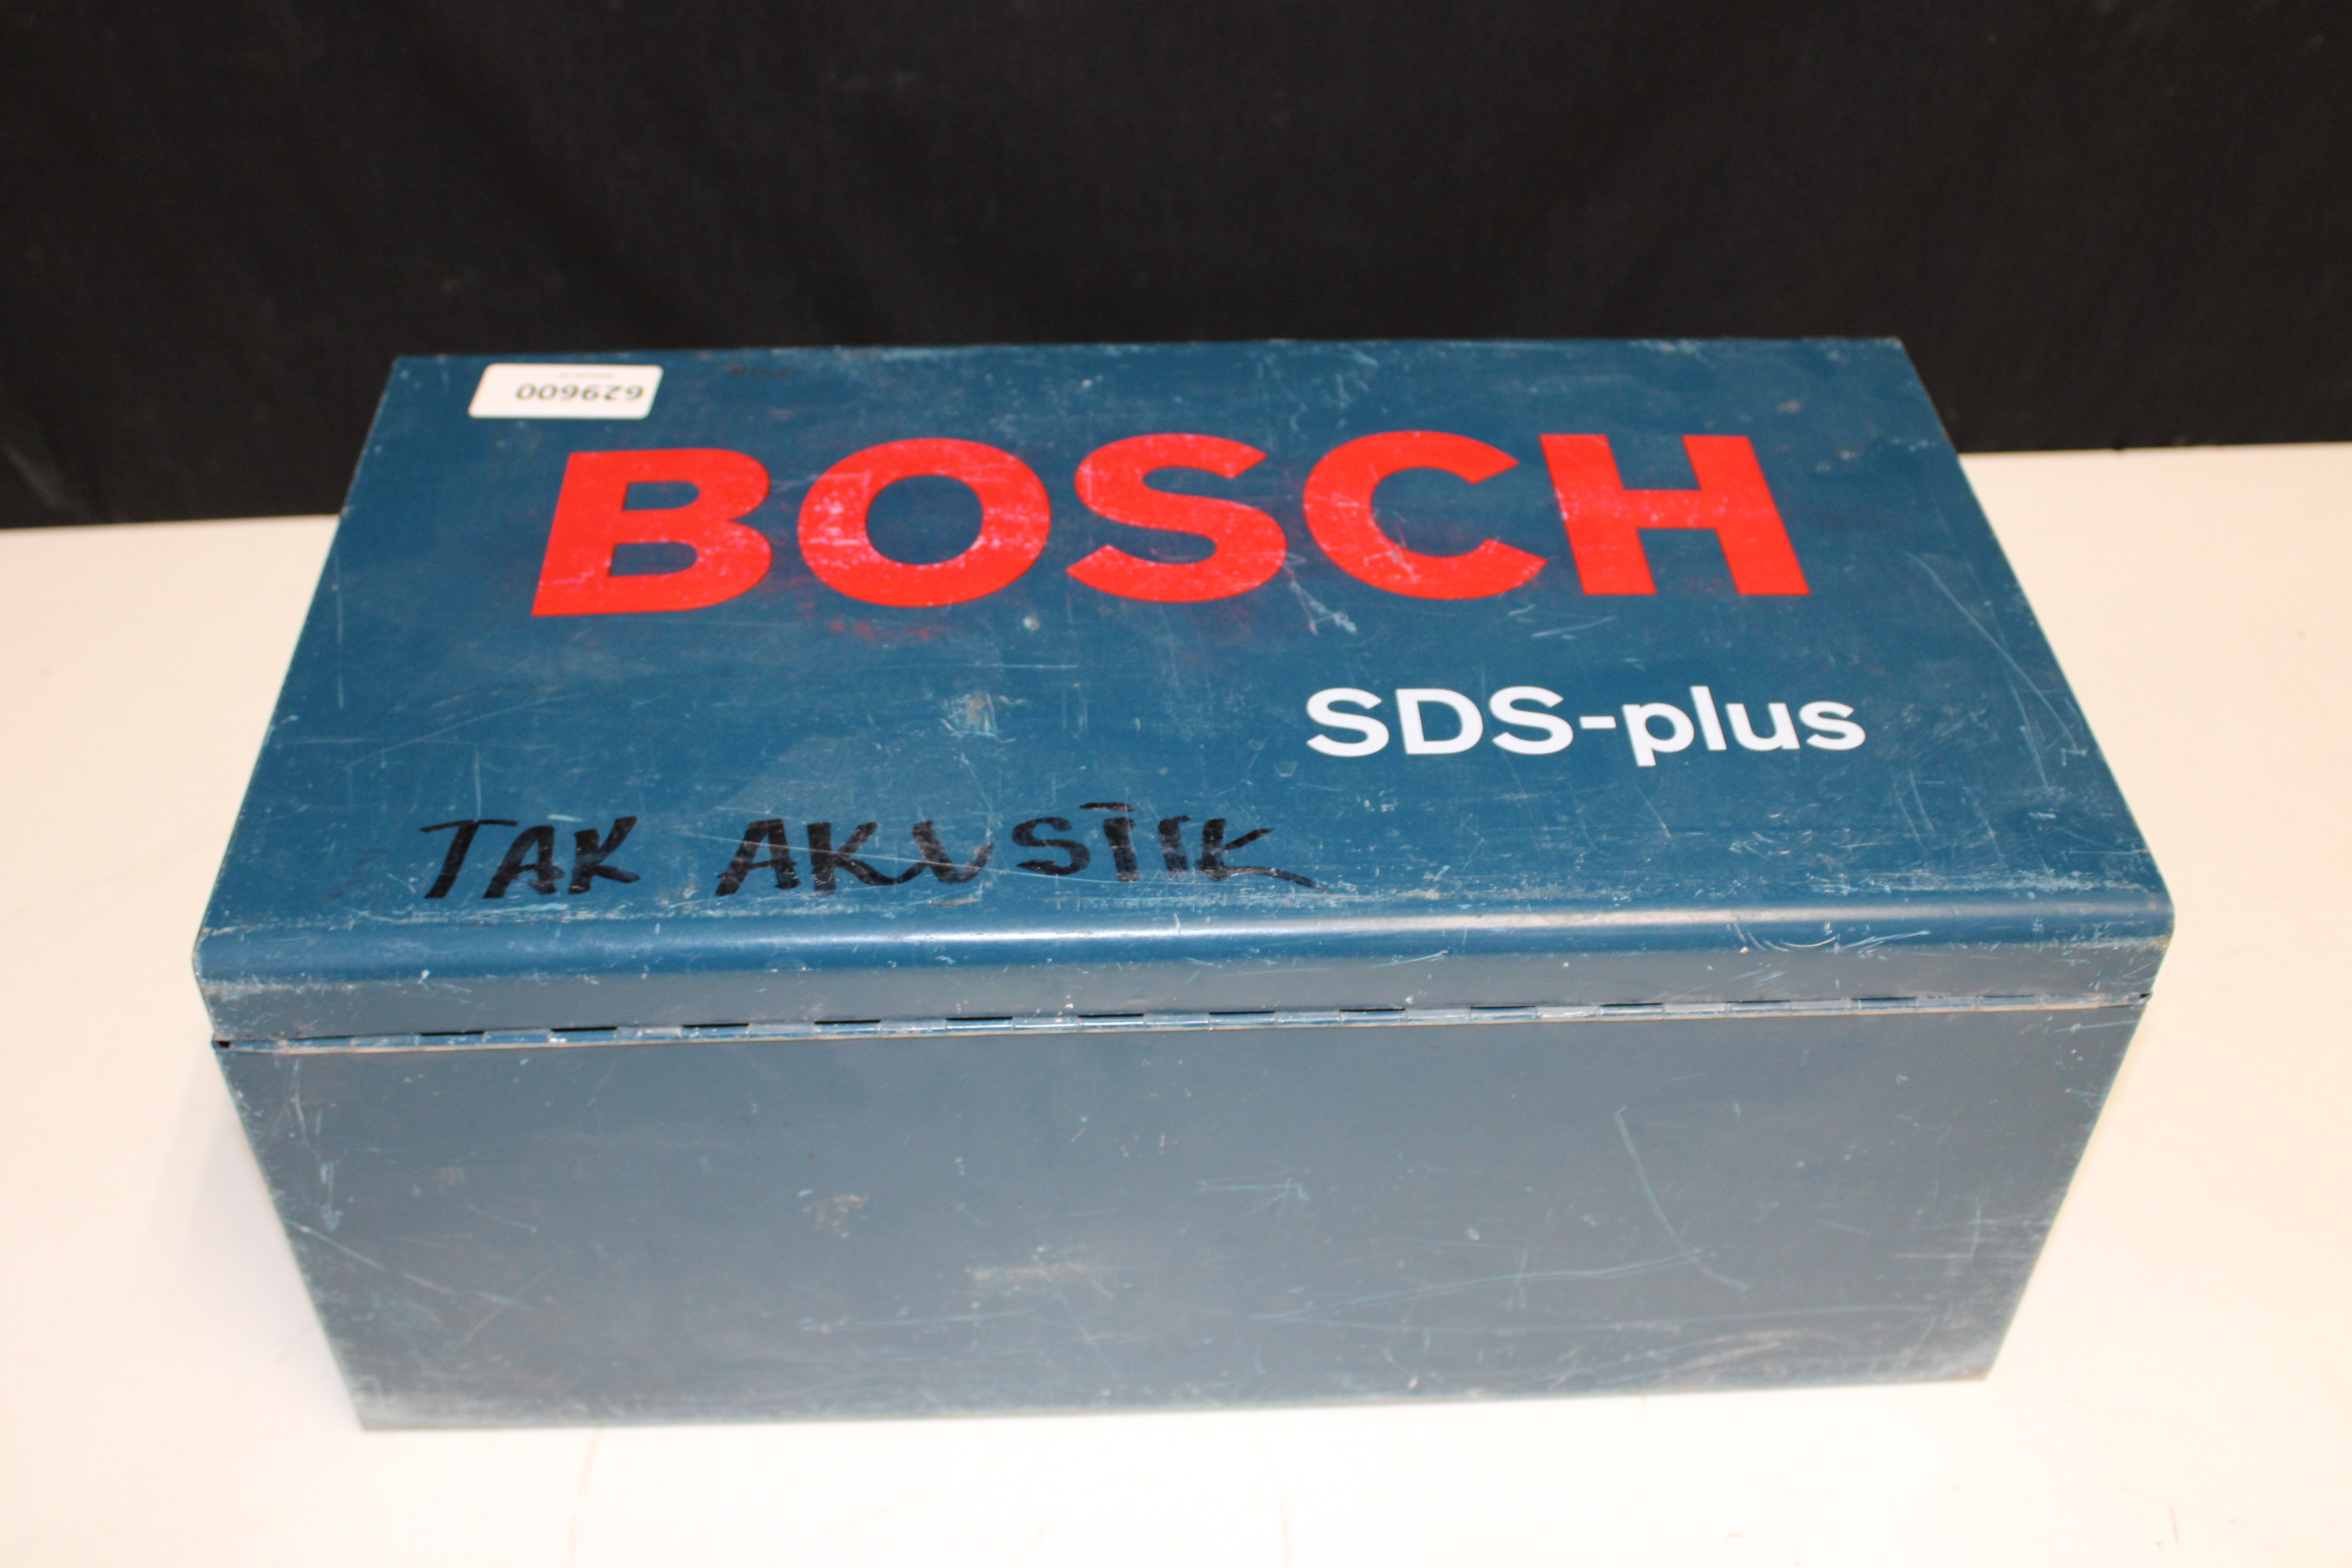 629600
BOSCH
SDS-plus
TAK AKUSTIK